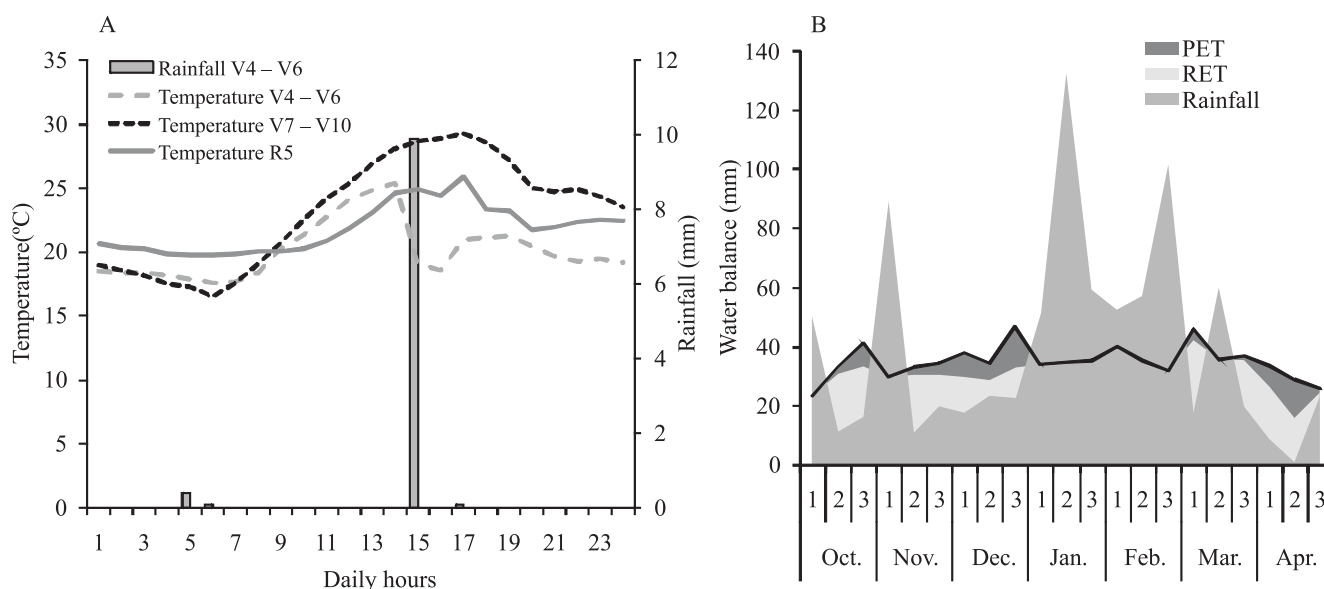 A
35
30
25
20
15
10
5
0
Temperature(ºC)
Rainfall V4 – V6
Temperature V4 – V6
Temperature V7 – V10
Temperature R5
12
10
8
6
4
2
0
Rainfall (mm)
1 3 5 7 9 11 13 15 17 19 21 23
Daily hours
B
140
120
100
80
60
40
20
0
Water balance (mm)
PET
RET
Rainfall
1 2 3 1 2 3 1 2 3 1 2 3 1 2 3 1 2 3 1 2 3
Oct. Nov. Dec. Jan. Feb. Mar. Apr.